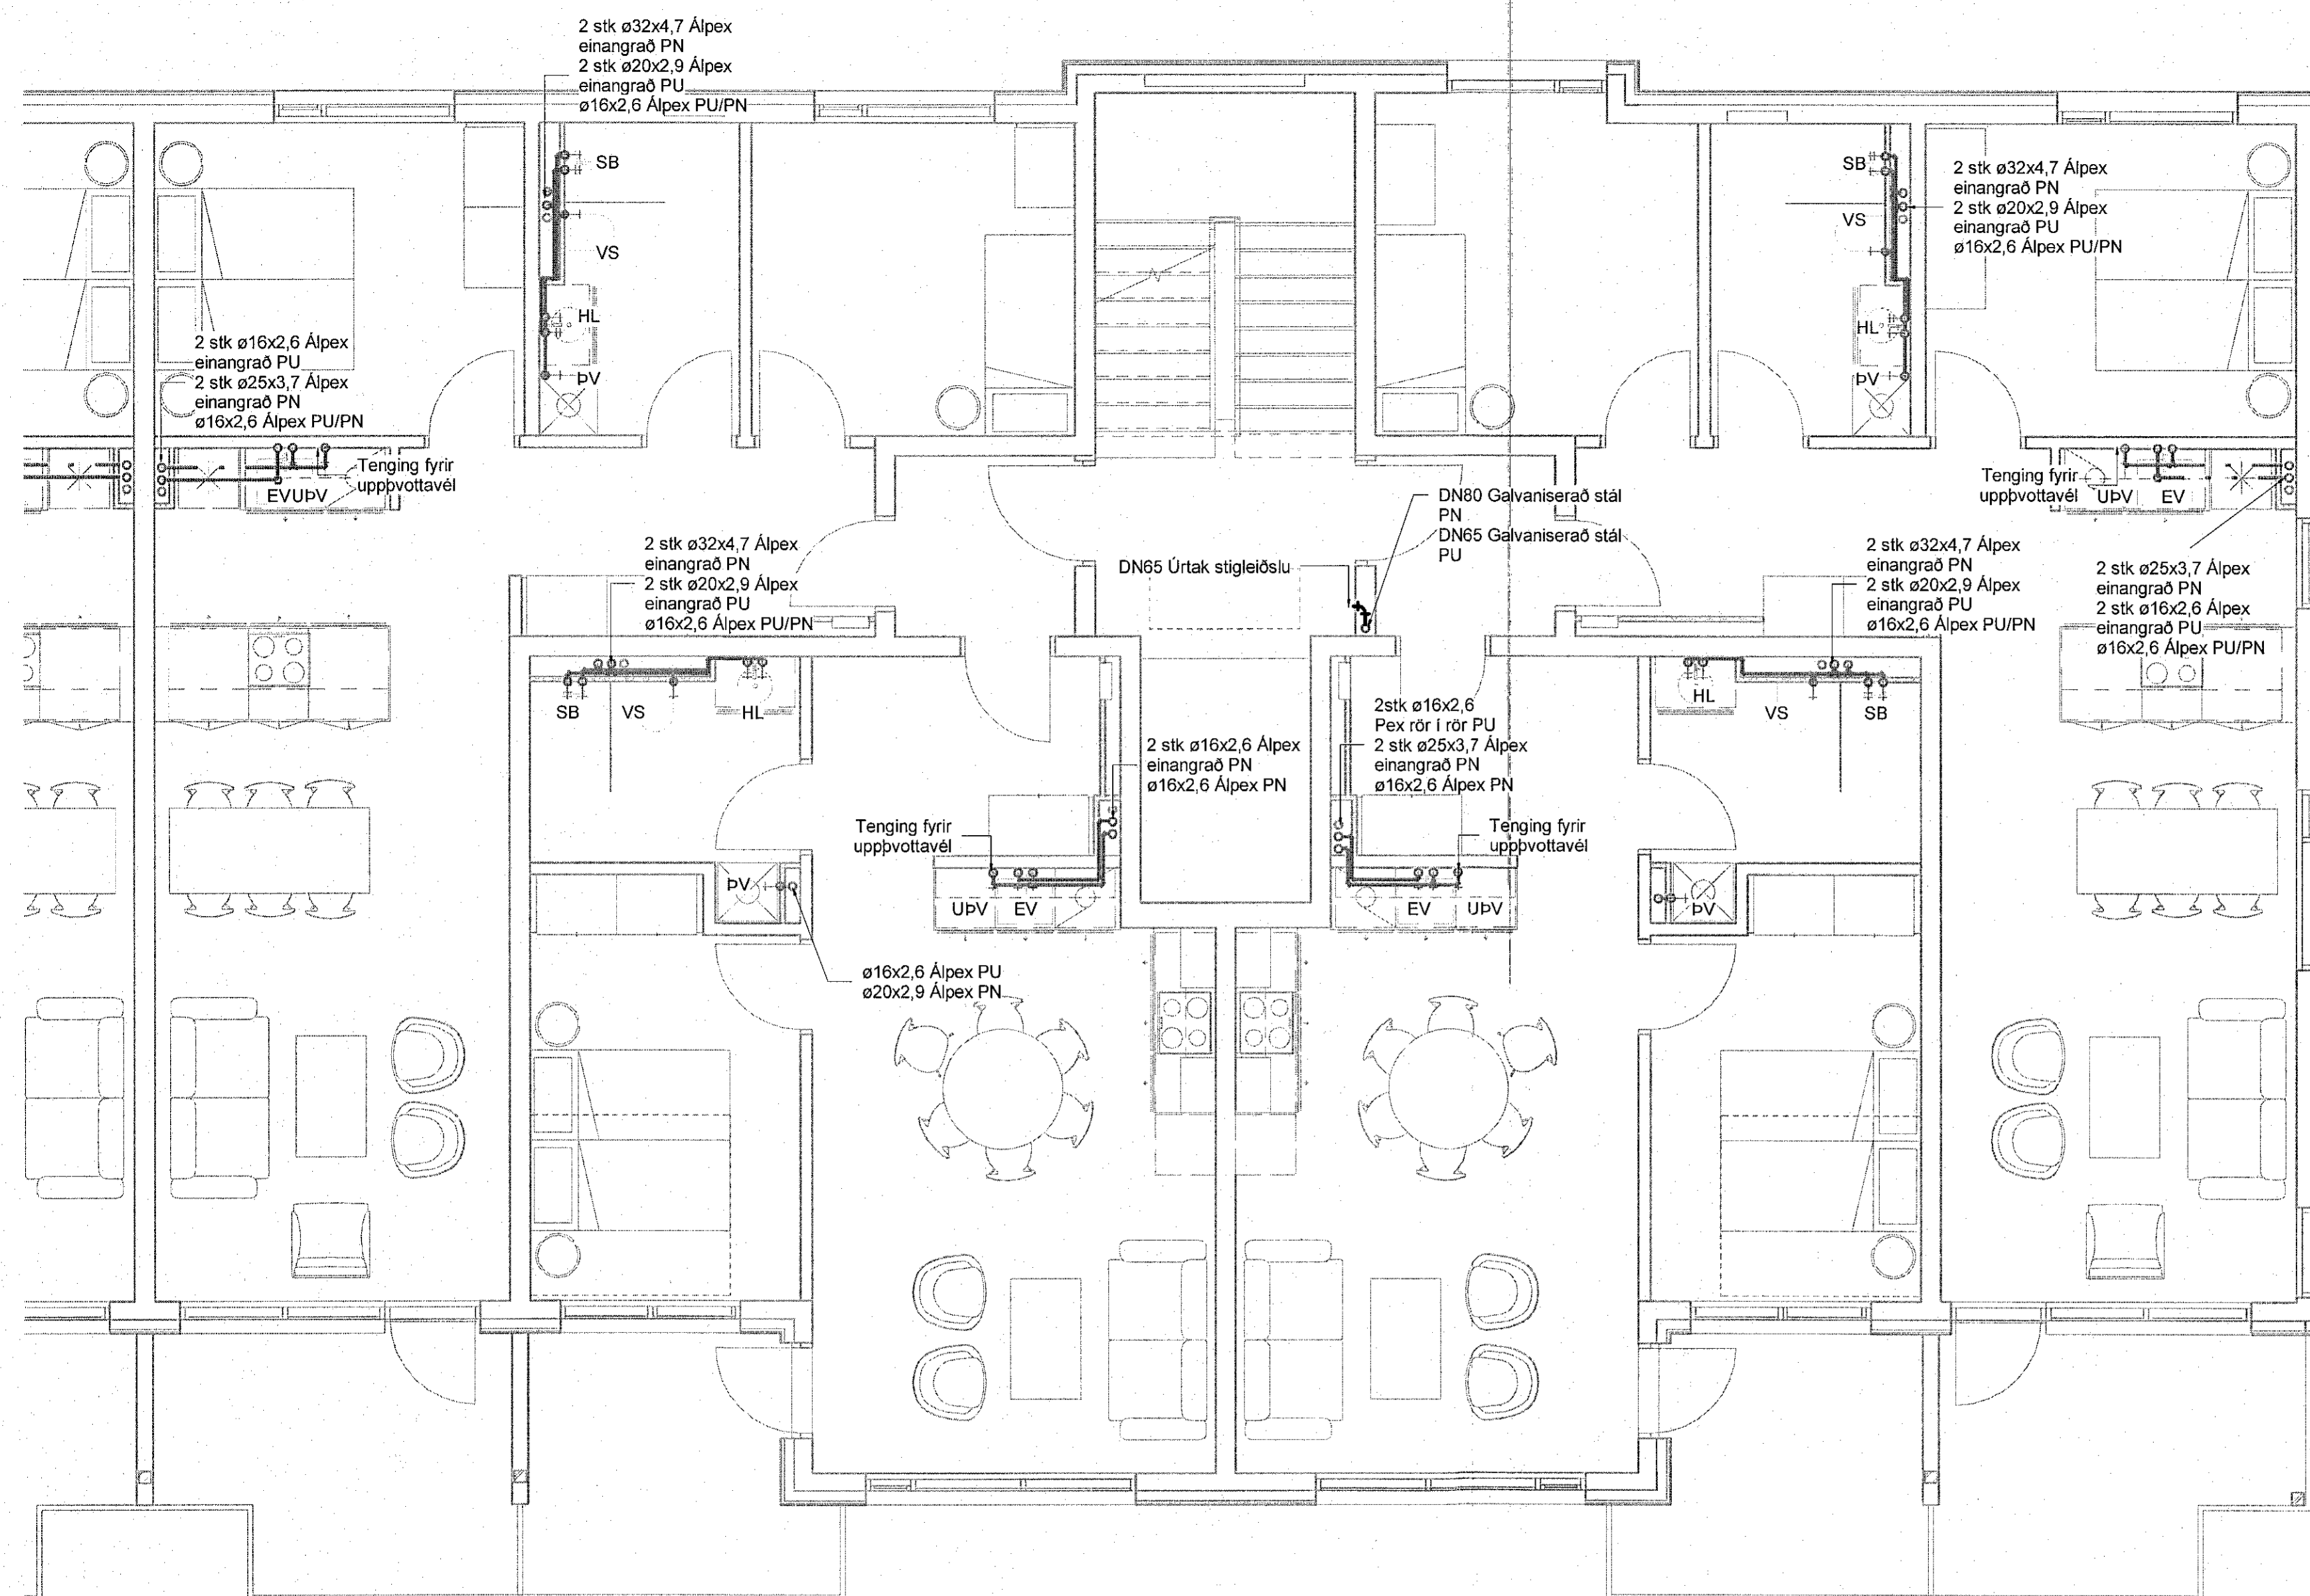 2 stk ø32x4,7 Álpex
einangrað PN
2 stk ø20x2,9 Álpex
einangrað PU
ø16x2,6 Álpex PU/PN
SB
VS
HL
ÞV
SB
VS
HL
ÞV
2 stk ø32x4,7 Álpex
einangrað PN
2 stk ø20x2,9 Álpex
einangrað PU
ø16x2,6 Álpex PU/PN
2 stk ø16x2,6 Álpex
einangrað PU
2 stk ø25x3,7 Álpex
einangrað PN
ø16x2,6 Álpex PU/PN
Tenging fyrir
uppþvottavél
EV UÞV
Tenging fyrir
uppþvottavél
UÞV EV
DN80 Galvaniserað stál
PN
DN65 Galvaniserað stál
PU
DN65 Úrtak stigleiðslu
2 stk ø32x4,7 Álpex
einangrað PN
2 stk ø20x2,9 Álpex
einangrað PU
ø16x2,6 Álpex PU/PN
2 stk ø32x4,7 Álpex
einangrað PN
2 stk ø20x2,9 Álpex
einangrað PU
ø16x2,6 Álpex PU/PN
2 stk ø25x3,7 Álpex
einangrað PN
2 stk ø16x2,6 Álpex
einangrað PU
ø16x2,6 Álpex PU/PN
SB VS HL
HL VS SB
2 stk ø16x2,6 Álpex
einangrað PN
ø16x2,6 Álpex PN
2stk ø16x2,6
Pex rör í rör PU
2 stk ø25x3,7 Álpex
einangrað PN
ø16x2,6 Álpex PN
Tenging fyrir
uppþvottavél
Tenging fyrir
uppþvottavél
ÞV
UÞV EV
EV UÞV
ÞV
ø16x2,6 Álpex PU
ø20x2,9 Álpex PN